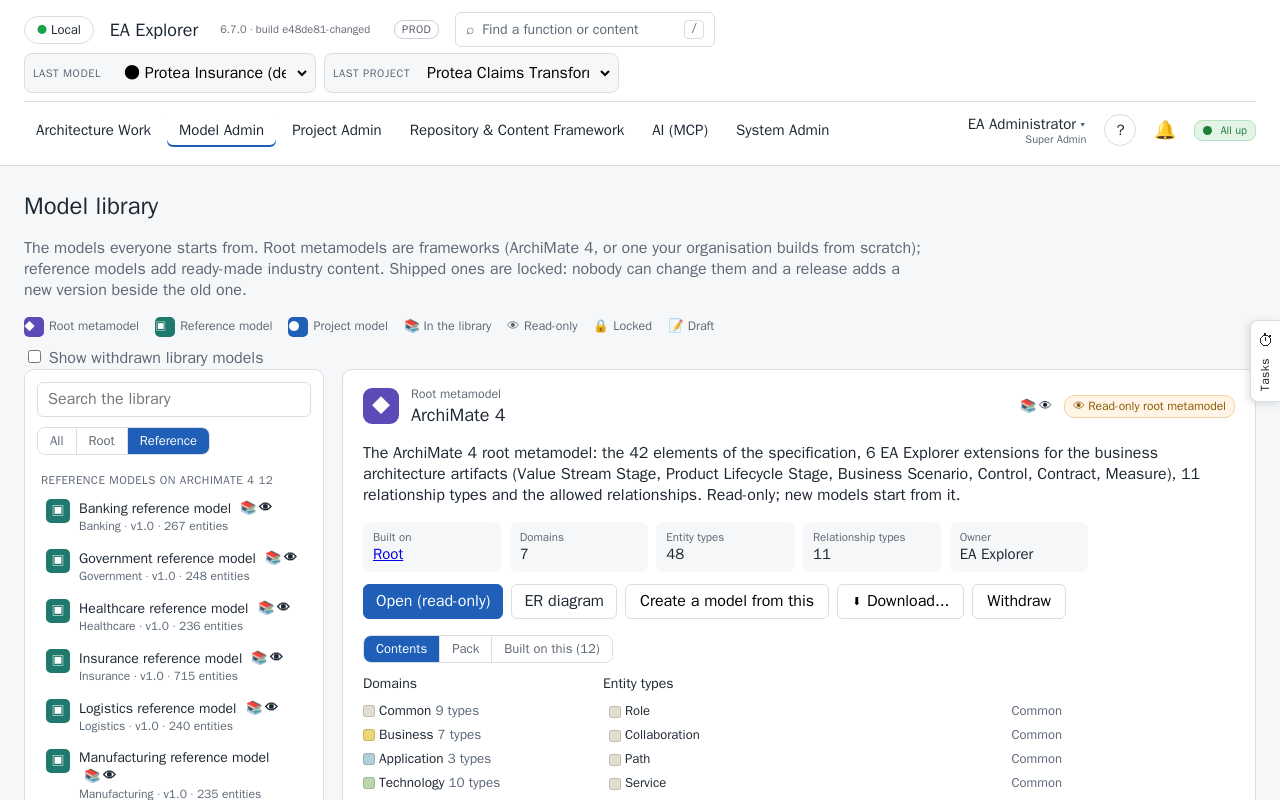 Local
EA Explorer
6.7.0 · build e48de81-changed
PROD
Find a function or content
/
LAST MODEL
Protea Insurance (de
LAST PROJECT
Protea Claims Transfor
Architecture Work
Model Admin
Project Admin
Repository & Content Framework
AI (MCP)
System Admin
EA Administrator
Super Admin
?
All up
Model library
The models everyone starts from. Root metamodels are frameworks (ArchiMate 4, or one your organisation builds from scratch);
reference models add ready-made industry content. Shipped ones are locked: nobody can change them and a release adds a
new version beside the old one.
Root metamodel
Reference model
Project model
In the library
Read-only
Locked
Draft
Show withdrawn library models
Tasks
Search the library
All
Root
Reference
REFERENCE MODELS ON ARCHIMATE 4 12
Banking reference model
Banking · v1.0 · 267 entities
Government reference model
Government · v1.0 · 248 entities
Healthcare reference model
Healthcare · v1.0 · 236 entities
Insurance reference model
Insurance · v1.0 · 715 entities
Logistics reference model
Logistics · v1.0 · 240 entities
Manufacturing reference model
Manufacturing · v1.0 · 235 entities
Root metamodel
ArchiMate 4
Read-only root metamodel
The ArchiMate 4 root metamodel: the 42 elements of the specification, 6 EA Explorer extensions for the business
architecture artifacts (Value Stream Stage, Product Lifecycle Stage, Business Scenario, Control, Contract, Measure), 11
relationship types and the allowed relationships. Read-only; new models start from it.
Built on
Root
Domains
7
Entity types
48
Relationship types
11
Owner
EA Explorer
Open (read-only)
ER diagram
Create a model from this
Download...
Withdraw
Contents
Pack
Built on this (12)
Domains
Entity types
Common 9 types
Role
Common
Business 7 types
Collaboration
Common
Application 3 types
Path
Common
Technology 10 types
Service
Common